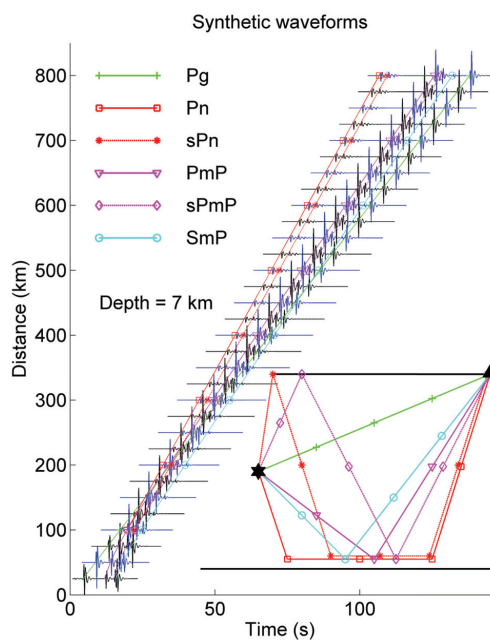 Synthetic waveforms
800
700
600
500
400
300
200
100
0
Distance (km)
Pg
Pn
sPn
PmP
sPmP
SmP
Depth = 7 km
0
50
100
Time (s)